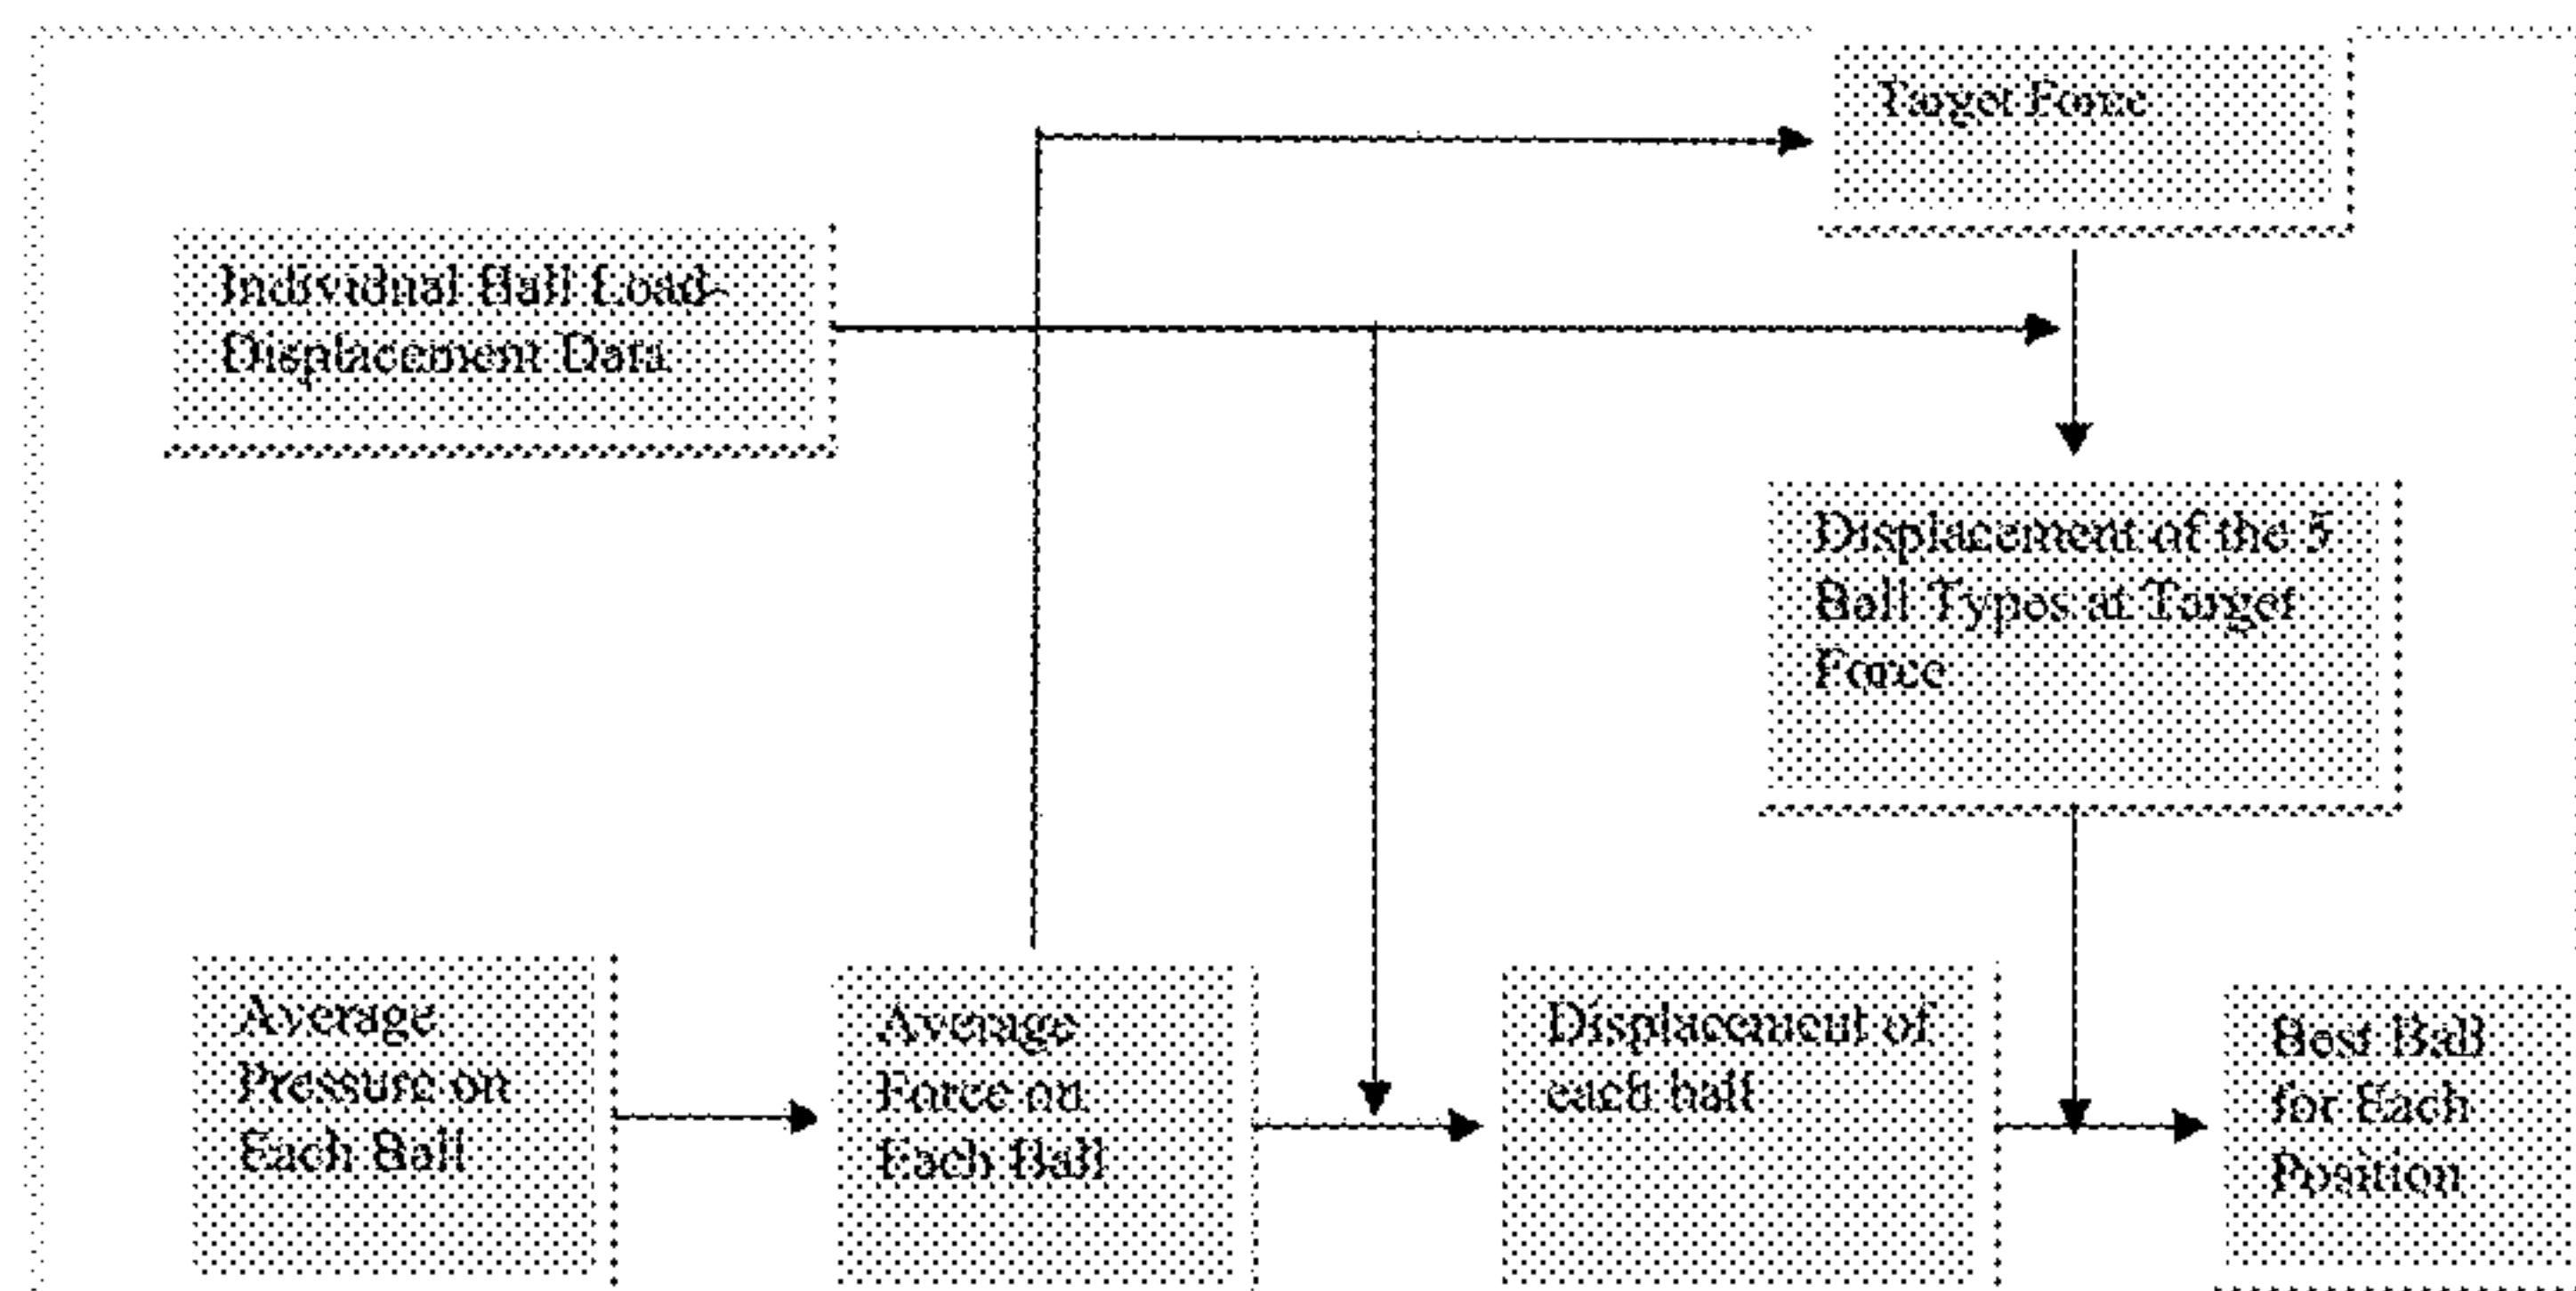 Target Force
Individual Ball Load-
Displacement Data
Displacement of the 5
Ball Types at Target
Force
Average
Pressure on
Each Ball
Average
Force on
Each Ball
Displacement of
each ball
Best Ball
for Each
Position